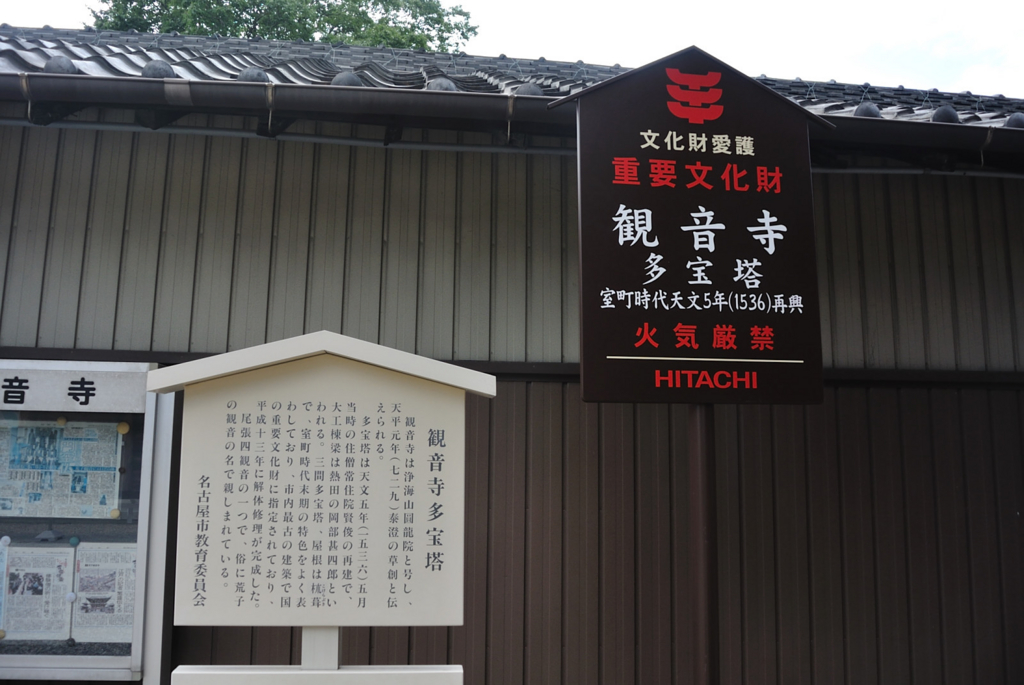 文化財愛護
重要文化財
観音寺
多宝塔
室町時代天文5年(1536)再興
火気厳禁
HITACHI
観音寺多宝塔
観音寺は浄海山圓龍院と号し、
天平元年(七二九)泰澄の草創と伝
えられる。
多宝塔は天文五年(一五三六)五月
当時の住僧常住院賢俊の再建で、
大工棟梁は熱田の岡部甚四郎とい
われる。三間多宝塔、屋根は杮葺
で、室町時代末期の特色をよく表
わしており、市内最古の建築で国
の重要文化財に指定されており、
平成十三年に解体修理が完成した。
尾張四観音の一つで、俗に荒子
の観音の名で親しまれている。
名古屋市教育委員会
音寺